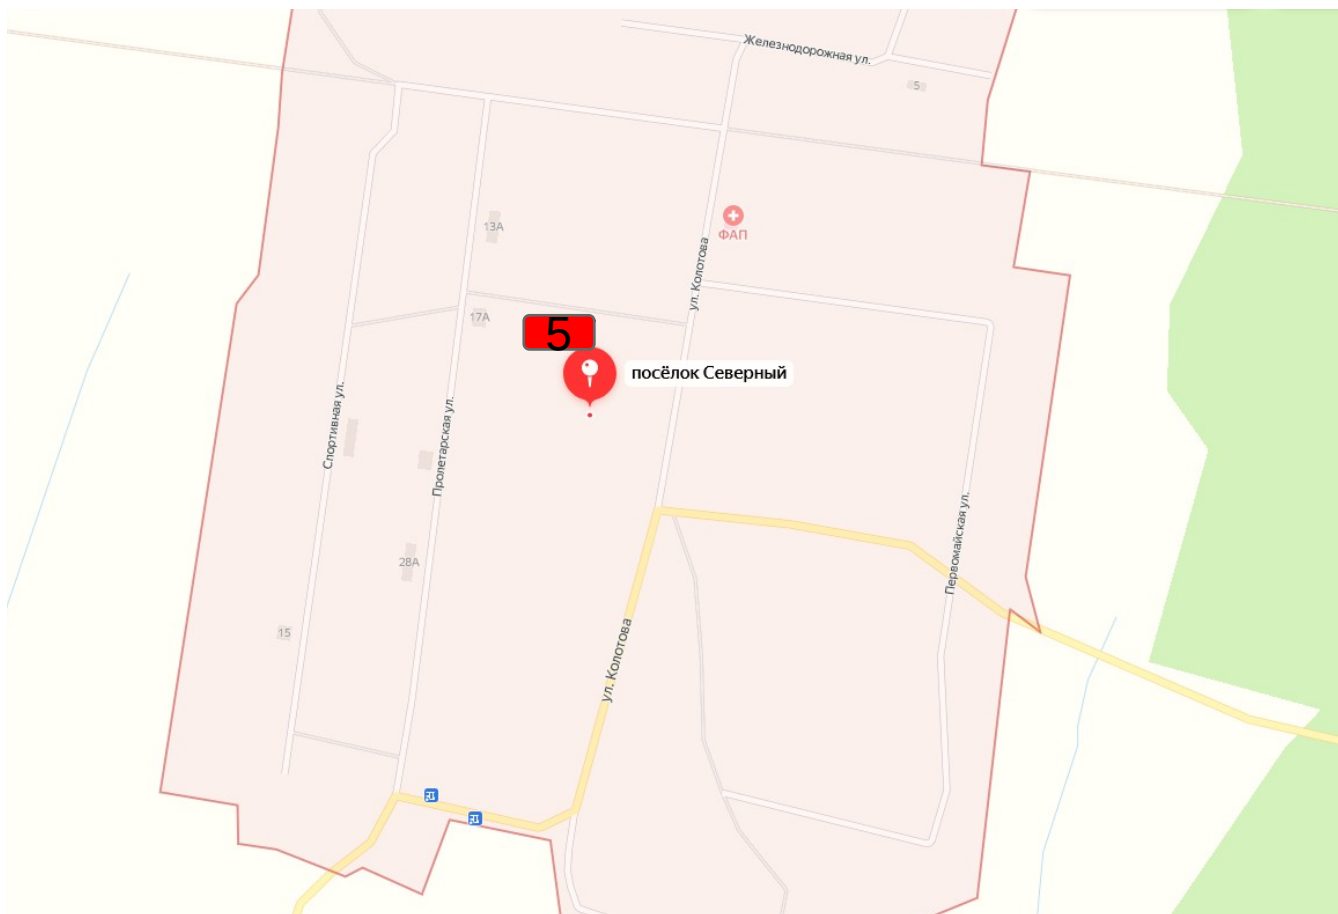 Железнодорожная ул.
5
ФАП
13А
ул. Колотова
17А
5
посёлок Северный
Спортивная ул.
Пролетарская ул.
Первомайская ул.
28А
15
ул. Колотова